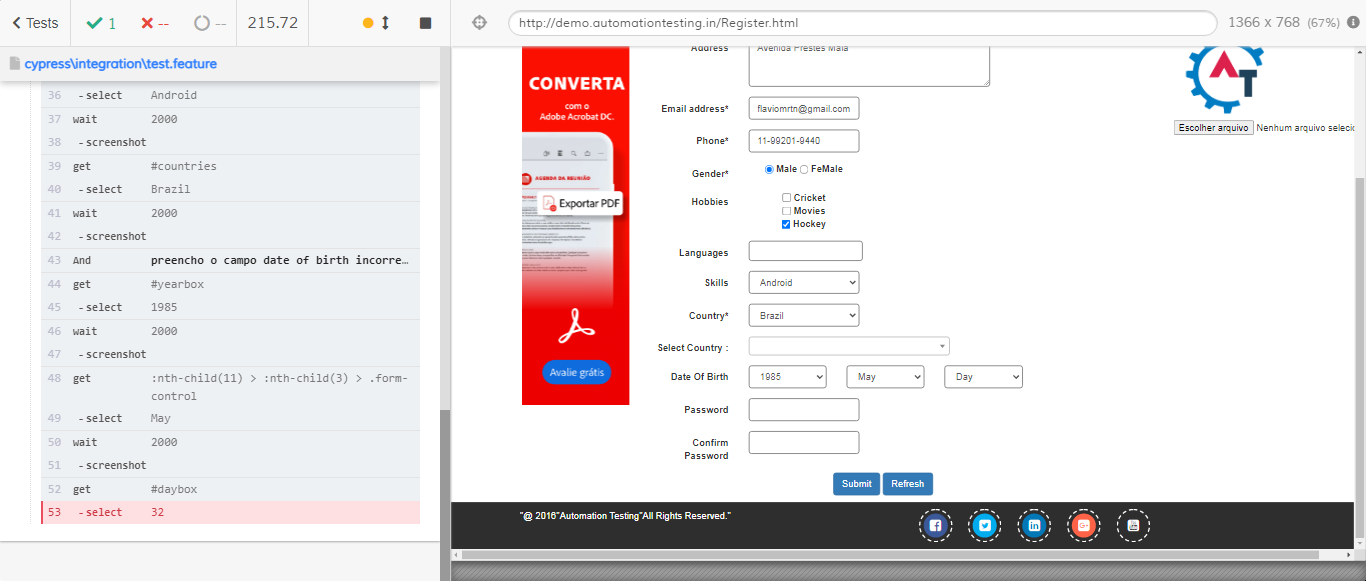 Tests 1 -- -- 215.72
http://demo.automationtesting.in/Register.html 1366 x 768 (67%)
cypress\integration\test.feature
36 - select Android
37 wait 2000
38 - screenshot
39 get #countries
40 - select Brazil
41 wait 2000
42 - screenshot
43 And preencho o campo date of birth incorre…
44 get #yearbox
45 - select 1985
46 wait 2000
47 - screenshot
48 get :nth-child(11) > :nth-child(3) > .form-
control
49 - select May
50 wait 2000
51 - screenshot
52 get #daybox
53 - select 32
CONVERTA
com o
Adobe Acrobat DC.
AGENDA DA REUNIÃO
Exportar PDF
Avalie grátis
Address Avenida Prestes Maia
Email address* flaviomrtn@gmail.com
Phone* 11-99201-9440
Gender* Male FeMale
Hobbies Cricket
Movies
Hockey
Languages
Skills Android
Country* Brazil
Select Country :
Date Of Birth 1985 May Day
Password
Confirm
Password
Submit Refresh
AT
Escolher arquivo Nenhum arquivo selecic
"@ 2016"Automation Testing"All Rights Reserved."